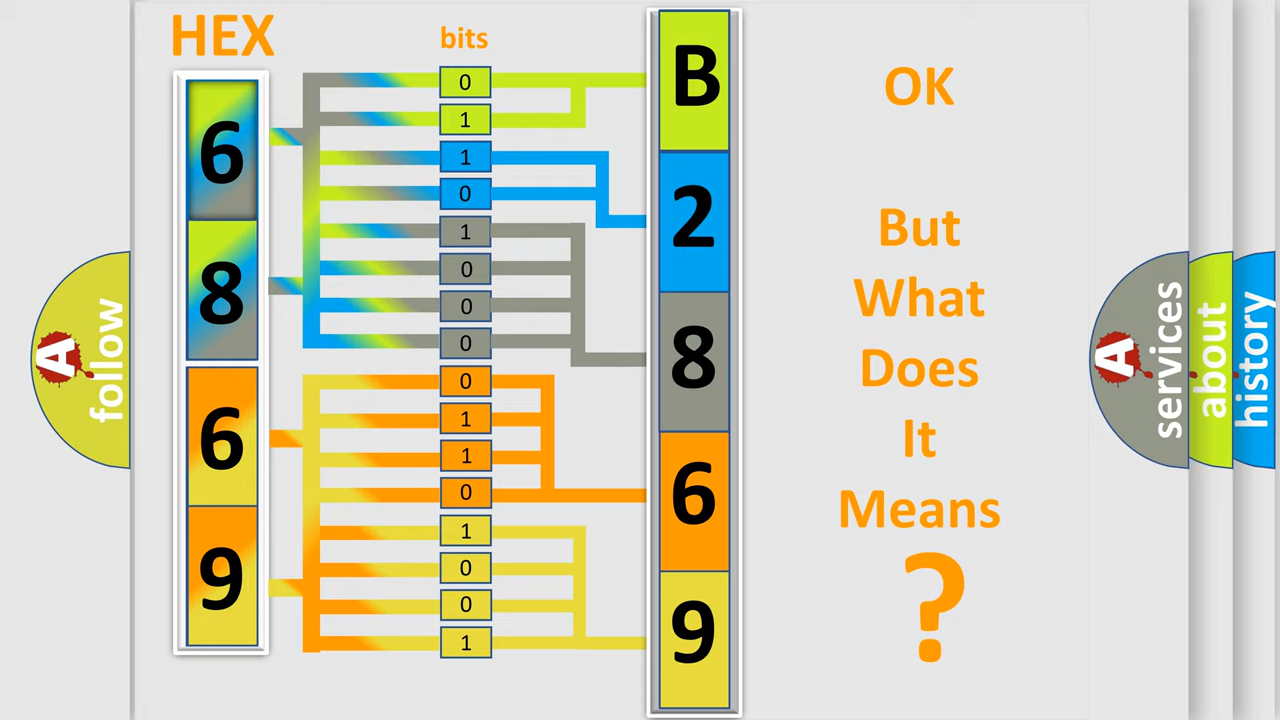 HEX
bits
6
8
6
9
0
1
1
0
1
0
0
0
0
1
1
0
1
0
0
1
B
2
8
6
9
OK
But
What
Does
It
Means
?
A
follow
A
services
about
history